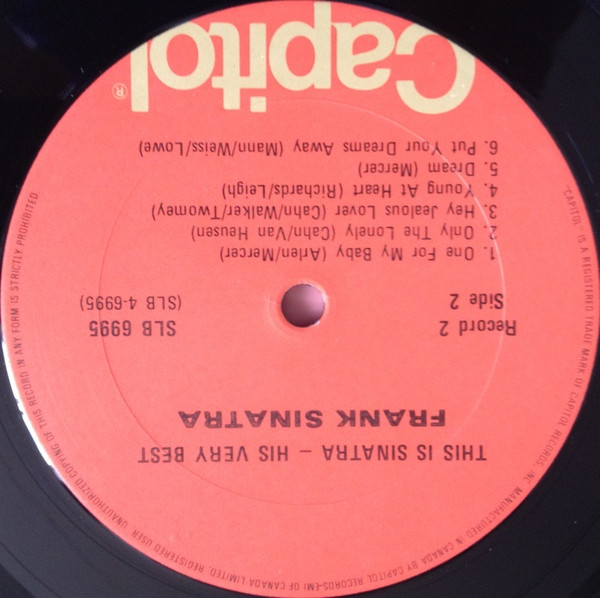 THIS IS SINATRA – HIS VERY BEST
FRANK SINATRA
Record 2 SLB 6995
Side 2 (SLB 4-6995)
1. One For My Baby (Arlen/Mercer)
2. Only The Lonely (Cahn/Van Heusen)
3. Hey Jealous Lover (Cahn/Walker/Twomey)
4. Young At Heart (Richards/Leigh)
5. Dream (Mercer)
6. Put Your Dreams Away (Mann/Weiss/Lowe)
Capitol®
"CAPITOL" IS A REGISTERED TRADE MARK OF CAPITOL RECORDS, INC. MANUFACTURED IN CANADA BY CAPITOL RECORDS-EMI OF CANADA LIMITED, REGISTERED USER. UNAUTHORIZED COPYING OF THIS RECORD IN ANY FORM IS STRICTLY PROHIBITED.